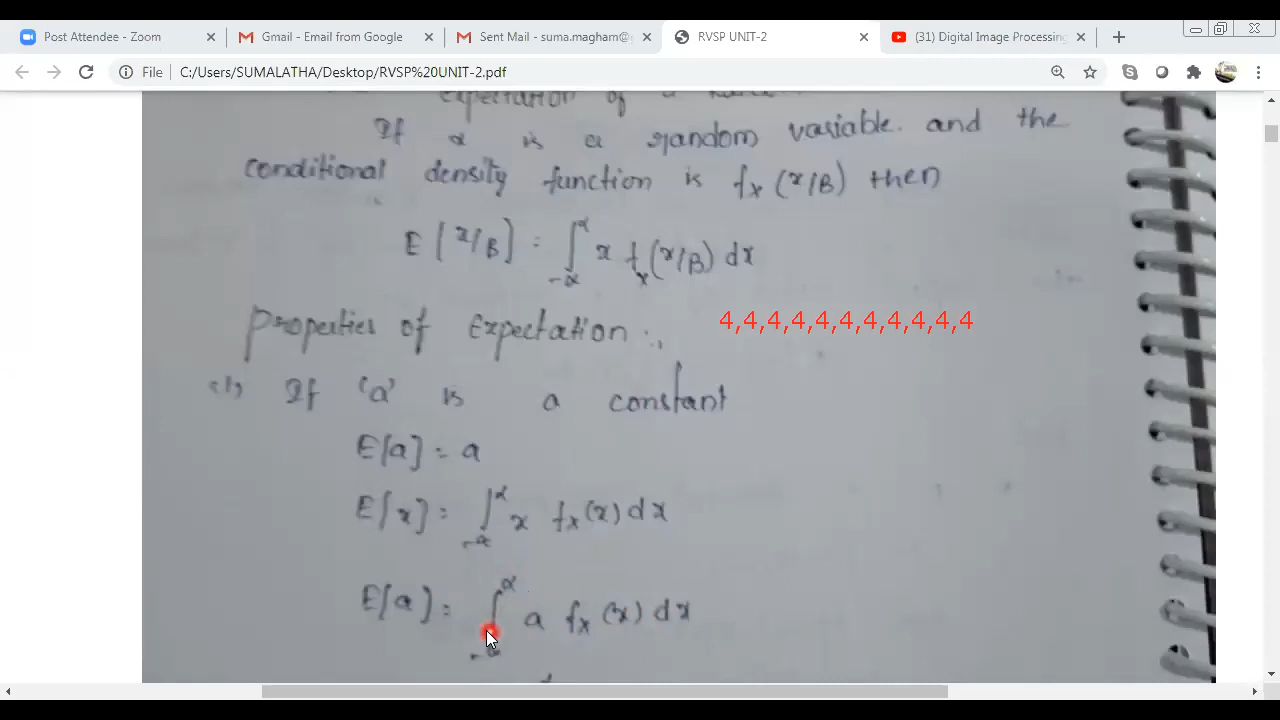 Post Attendee - Zoom
Gmail - Email from Google
Sent Mail - suma.magham@g
RVSP UNIT-2
(31) Digital Image Processing
File
C:/Users/SUMALATHA/Desktop/RVSP%20UNIT-2.pdf
expectation of a
If x is a random variable. and the
conditional density function is fx (x/B) then
E[x/B] = ∫-∝^∝ x fx(x/B) dx
Properties of Expectation :.
4,4,4,4,4,4,4,4,4,4,4
(1) If 'a' is a constant
E[a] = a
E[x] = ∫-∝^∝ x fx(x) dx
E[a] = ∫-∝^∝ a fx(x) dx